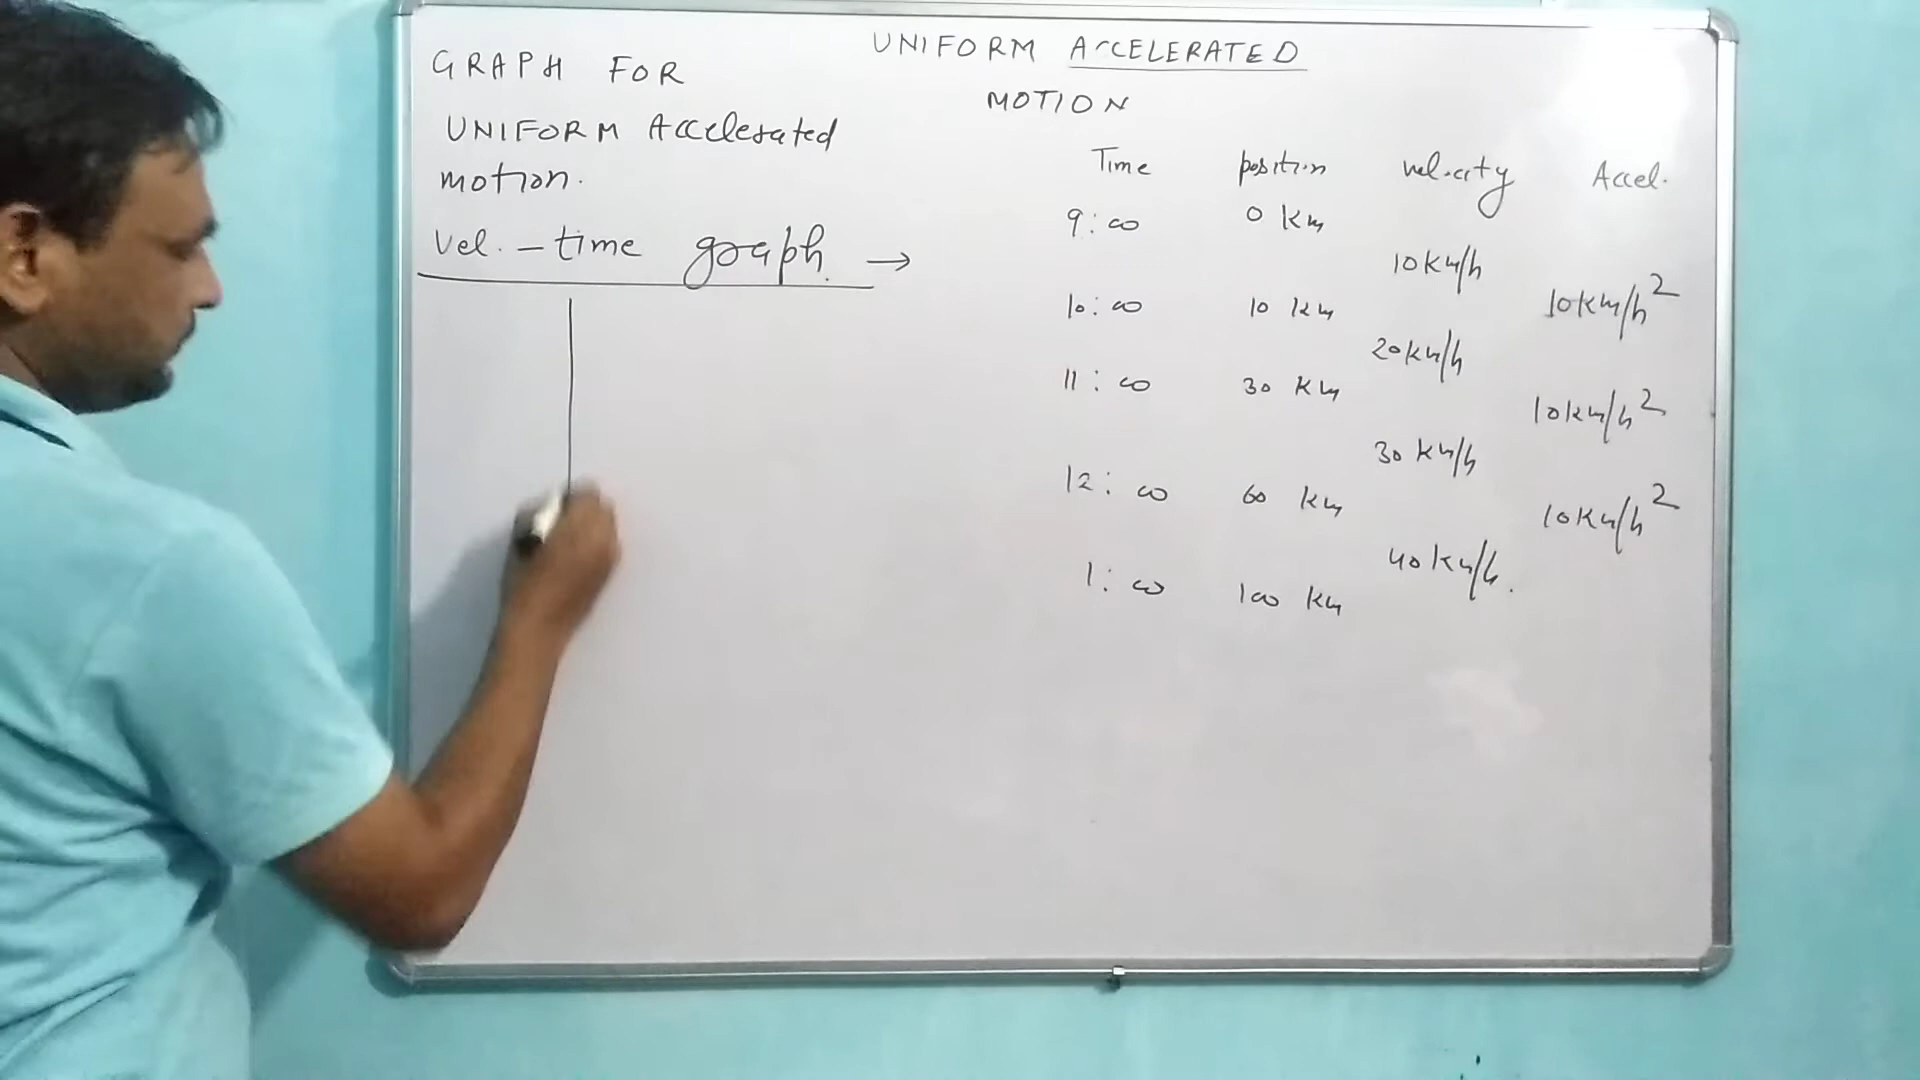 GRAPH FOR
UNIFORM Accelerated
motion.
Vel. - time graph. →
UNIFORM ACCELERATED
MOTION
Time position velocity Accel.
9:00 0 Km
10 Km/h
10:00 10 Km 10Km/h²
20Km/h
11:00 30 Km 10Km/h²
30 Km/h
12:00 60 Km 10Km/h²
40Km/h.
1:00 100 Km